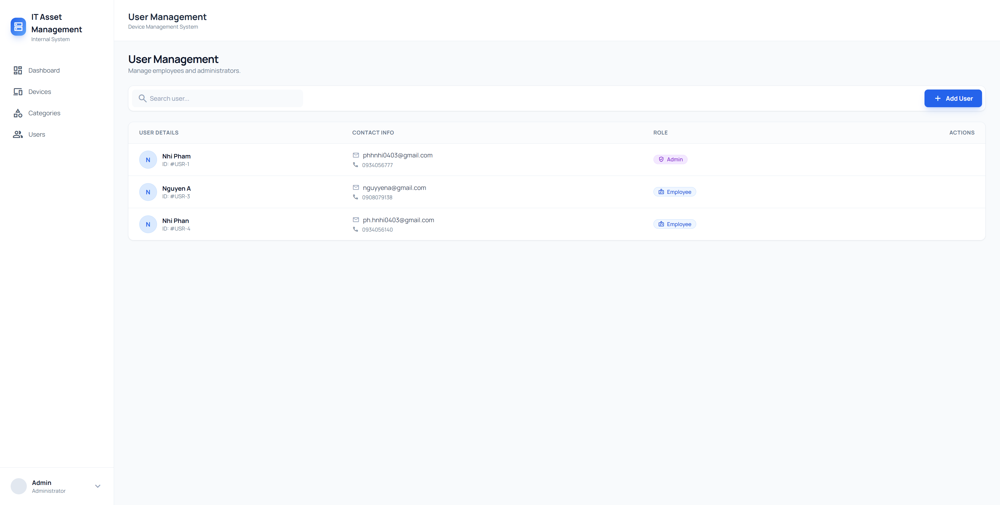 IT Asset
Management
Internal System
Dashboard
Devices
Categories
Users
Admin
Administrator
User Management
Device Management System
User Management
Manage employees and administrators.
Search user...
Add User
USER DETAILS CONTACT INFO ROLE ACTIONS
N
Nhi Pham
ID: #USR-1
phhnhi0403@gmail.com
0934056777
Admin
N
Nguyen A
ID: #USR-3
nguyyena@gmail.com
0908079138
Employee
N
Nhi Phan
ID: #USR-4
ph.hnhi0403@gmail.com
0934056140
Employee